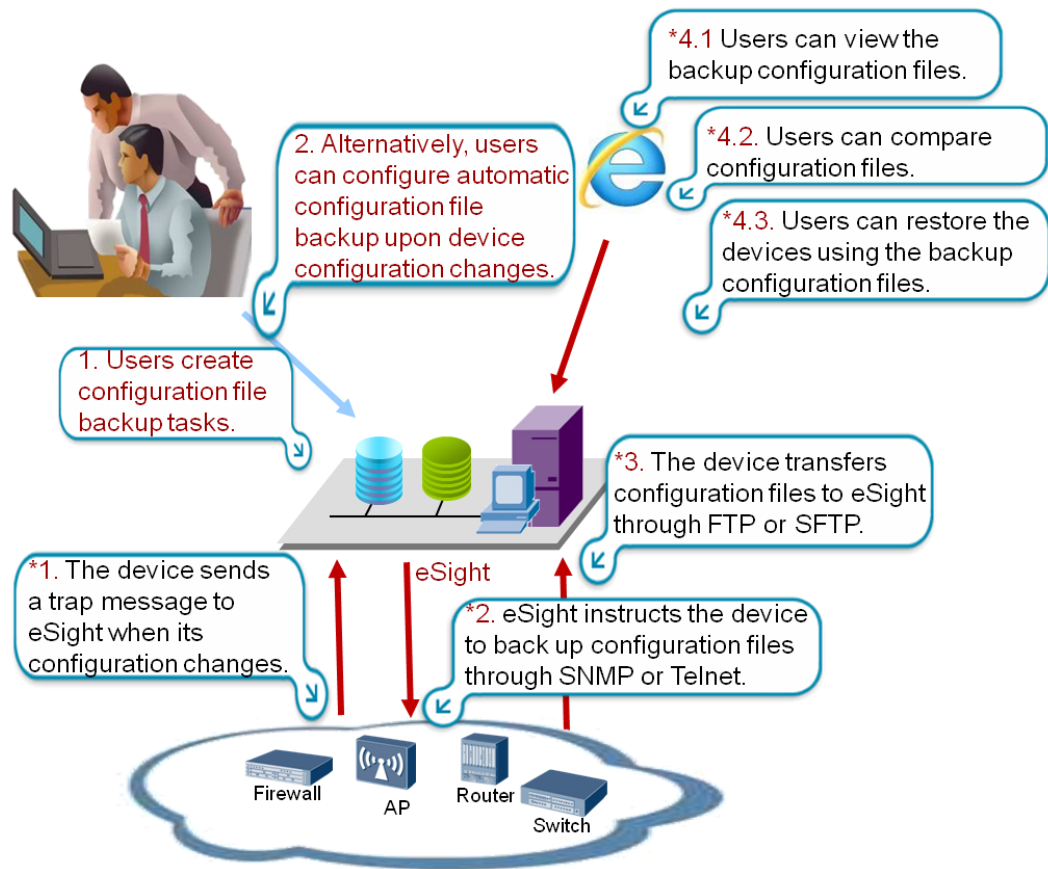 *4.1 Users can view the
backup configuration files.
2. Alternatively, users
can configure automatic
configuration file
backup upon device
configuration changes.
*4.2. Users can compare
configuration files.
*4.3. Users can restore the
devices using the backup
configuration files.
1. Users create
configuration file
backup tasks.
*3. The device transfers
configuration files to eSight
through FTP or SFTP.
eSight
*1. The device sends
a trap message to
eSight when its
configuration changes.
*2. eSight instructs the device
to back up configuration files
through SNMP or Telnet.
Firewall
AP
Router
Switch